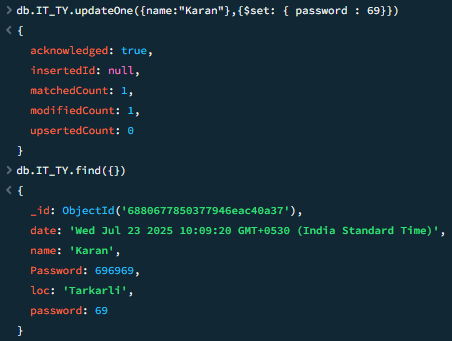 > db.IT_TY.updateOne({name:"Karan"},{$set: { password : 69}})
< {
acknowledged: true,
insertedId: null,
matchedCount: 1,
modifiedCount: 1,
upsertedCount: 0
}
> db.IT_TY.find({})
< {
_id: ObjectId('6880677850377946eac40a37'),
date: 'Wed Jul 23 2025 10:09:20 GMT+0530 (India Standard Time)',
name: 'Karan',
Password: 696969,
loc: 'Tarkarli',
password: 69
}